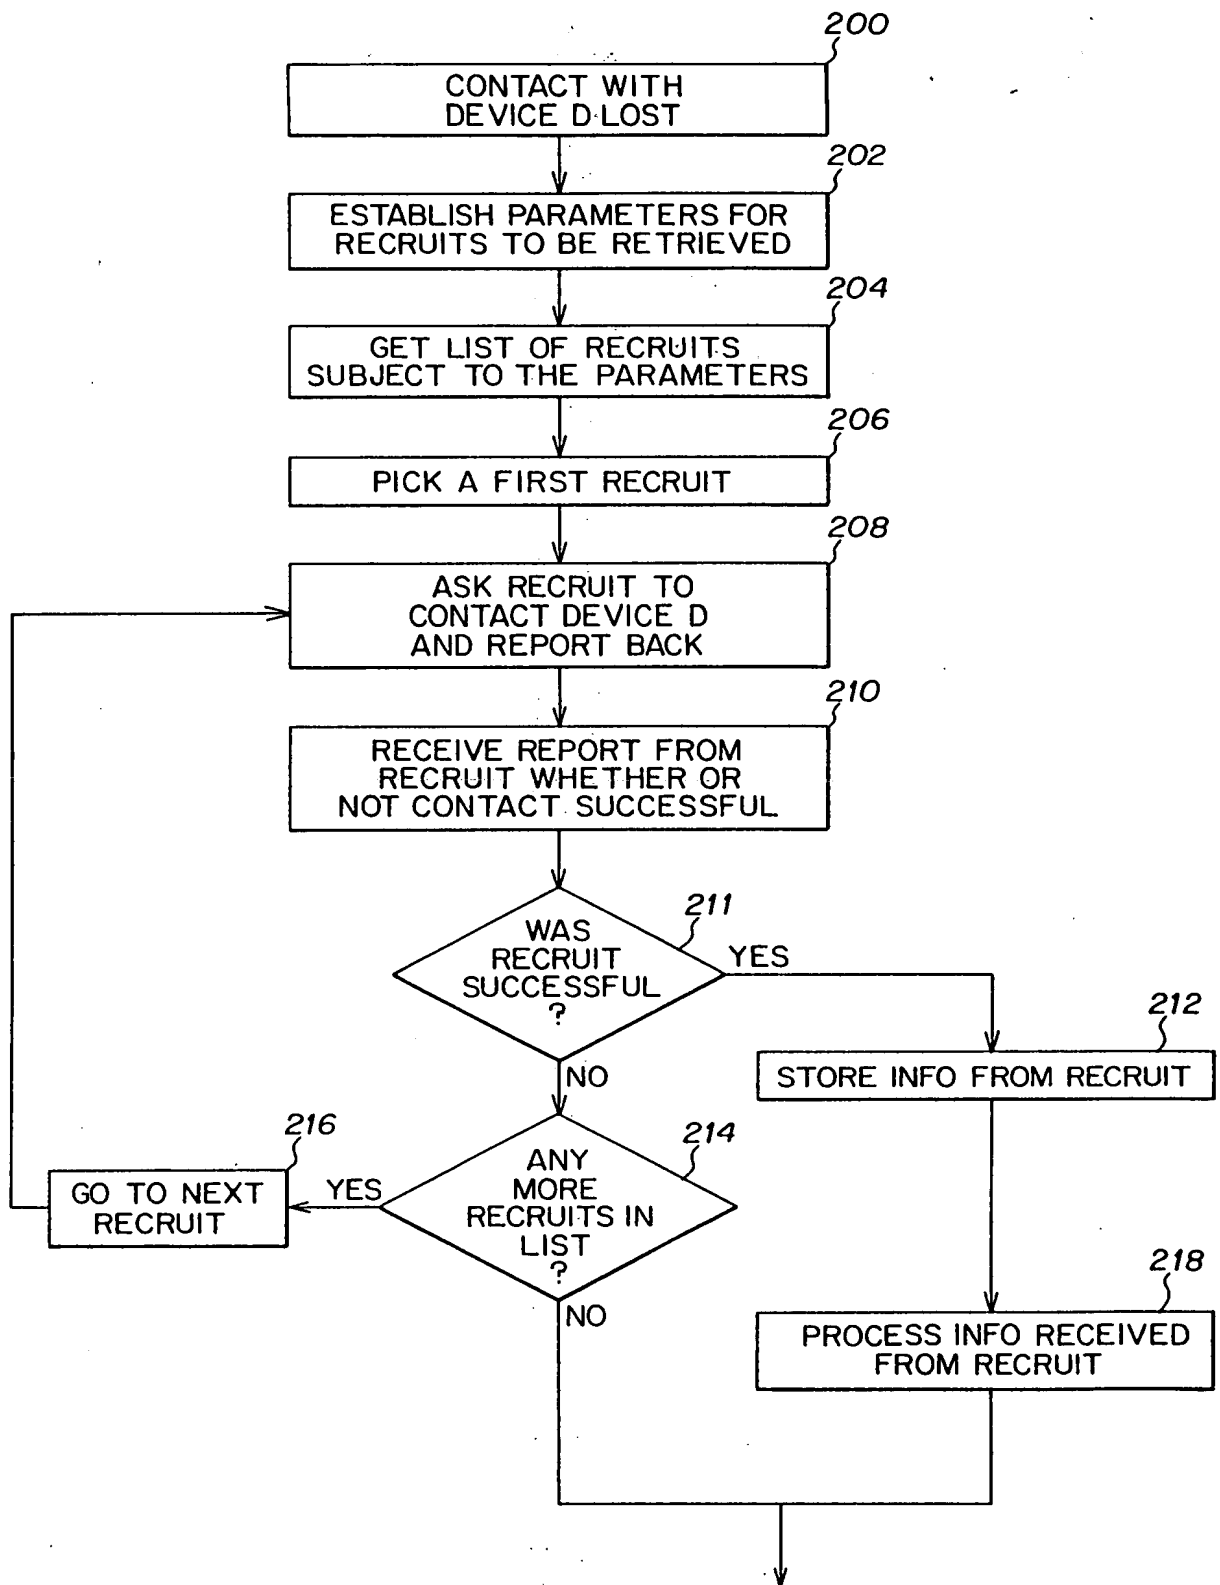 200
CONTACT WITH
DEVICE D LOST
202
ESTABLISH PARAMETERS FOR
RECRUITS TO BE RETRIEVED
204
GET LIST OF RECRUITS
SUBJECT TO THE PARAMETERS
206
PICK A FIRST RECRUIT
208
ASK RECRUIT TO
CONTACT DEVICE D
AND REPORT BACK
210
RECEIVE REPORT FROM
RECRUIT WHETHER OR
NOT CONTACT SUCCESSFUL
211
WAS
RECRUIT
SUCCESSFUL
?
YES
NO
212
STORE INFO FROM RECRUIT
214
ANY
MORE
RECRUITS IN
LIST
?
YES
NO
216
GO TO NEXT
RECRUIT
218
PROCESS INFO RECEIVED
FROM RECRUIT